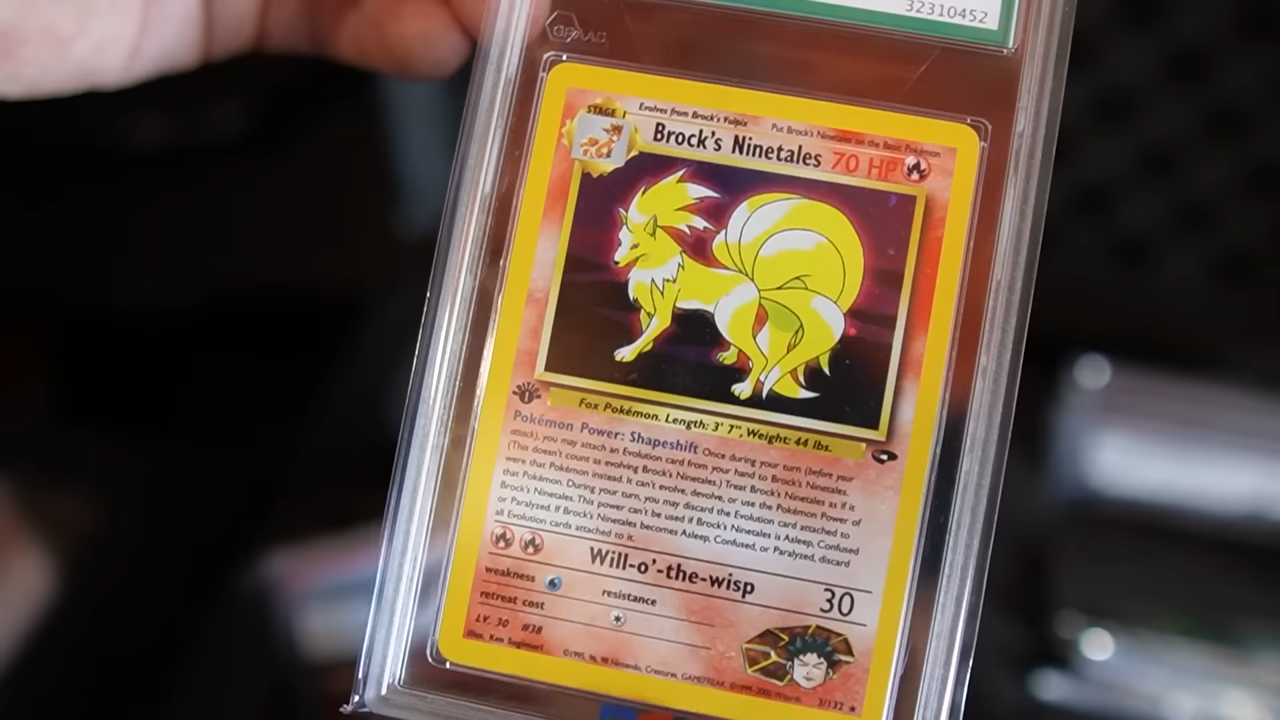 32310452
STAGE 1
Evolves from Brock's Vulpix
Put Brock's Ninetales on the Basic Pokémon
Brock's Ninetales 70 HP
EDITION
1
Fox Pokémon. Length: 3' 7", Weight: 44 lbs.
Pokémon Power: Shapeshift Once during your turn (before your
attack), you may attach an Evolution card from your hand to Brock's Ninetales.
(This doesn't count as evolving Brock's Ninetales.) Treat Brock's Ninetales as if it
were that Pokémon instead. It can't evolve, devolve, or use the Pokémon Power of
that Pokémon. During your turn, you may discard the Evolution card attached to
Brock's Ninetales. This power can't be used if Brock's Ninetales is Asleep, Confused
or Paralyzed. If Brock's Ninetales becomes Asleep, Confused, or Paralyzed, discard
all Evolution cards attached to it.
Will-o'-the-wisp 30
weakness
resistance
retreat cost
LV. 30 #38
Illus. Ken Sugimori
©1995, 96, 98 Nintendo, Creatures, GAMEFREAK. ©1999-2000 Wizards.
3/132